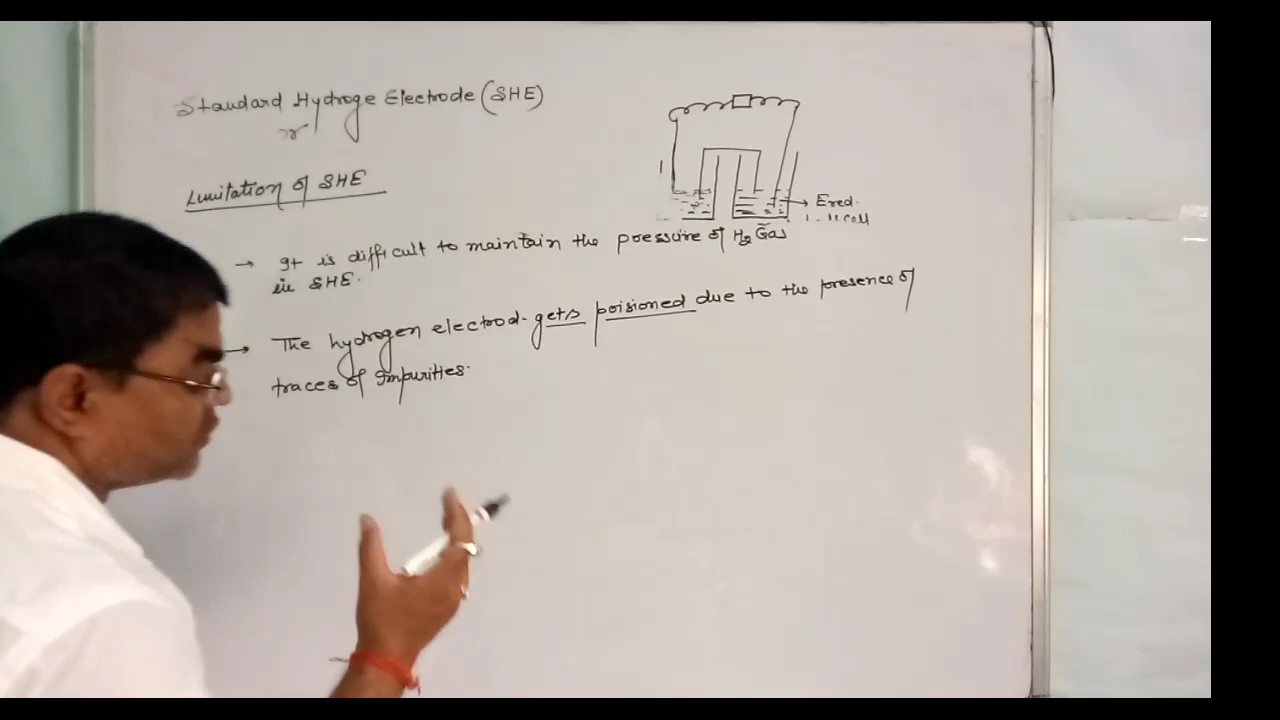 Standard Hydroge Electrode (SHE)
Limitation of SHE
Ered.
→ It is difficult to maintain the pressure of H2 Gas
in SHE.
→ The hydrogen electrod. gets poisioned due to the presence of
traces of Impurities.